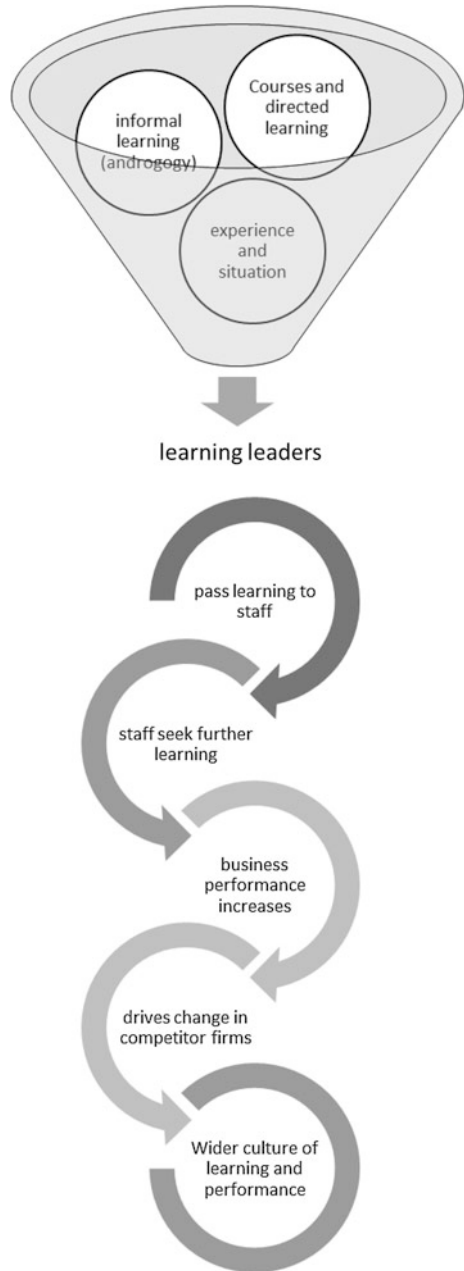 informal
learning
(androgogy)
Courses and
directed
learning
experience
and
situation
learning leaders
pass learning to
staff
staff seek further
learning
business
performance
increases
drives change in
competitor firms
Wider culture of
learning and
performance